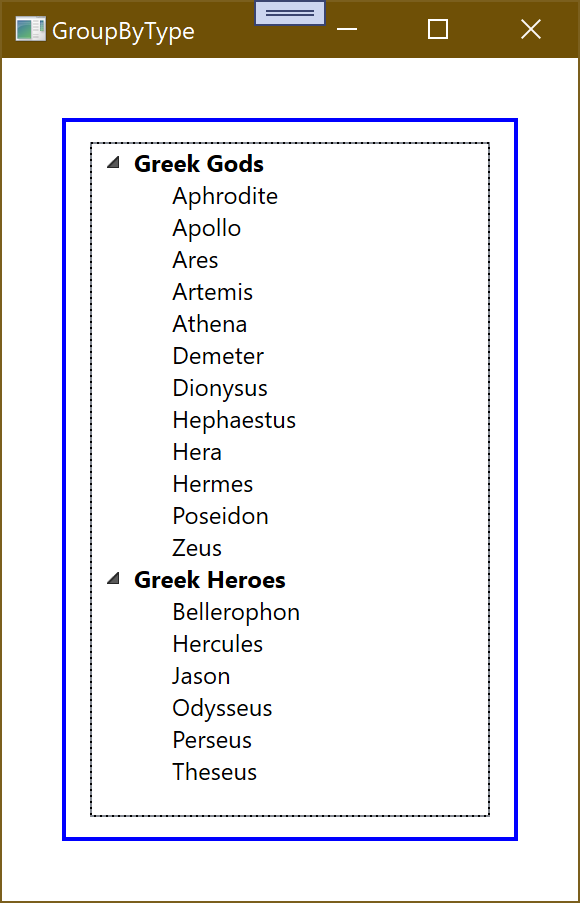 GroupByType
Greek Gods
Aphrodite
Apollo
Ares
Artemis
Athena
Demeter
Dionysus
Hephaestus
Hera
Hermes
Poseidon
Zeus
Greek Heroes
Bellerophon
Hercules
Jason
Odysseus
Perseus
Theseus